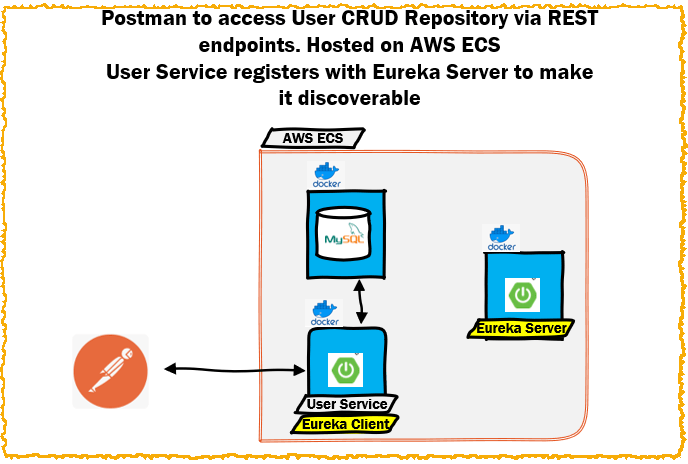 Postman to access User CRUD Repository via REST
endpoints. Hosted on AWS ECS
User Service registers with Eureka Server to make
it discoverable
AWS ECS
docker
MySQL
docker
Eureka Server
docker
User Service
Eureka Client